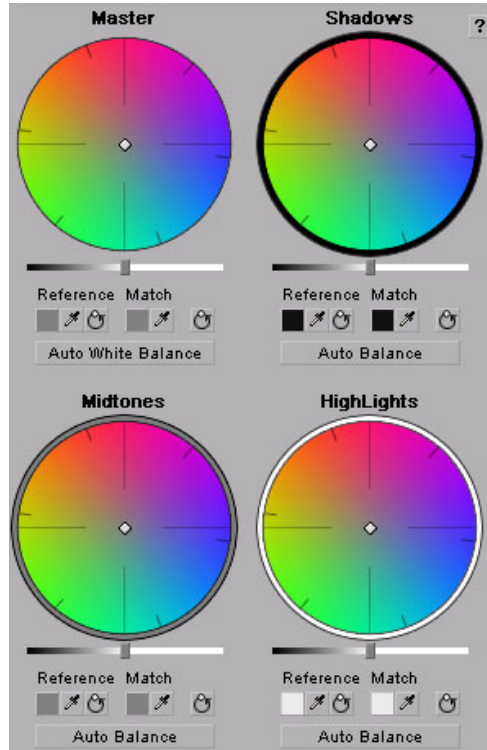 Master Shadows
?
Reference Match Reference Match
Auto White Balance Auto Balance
Midtones HighLights
Reference Match Reference Match
Auto Balance Auto Balance